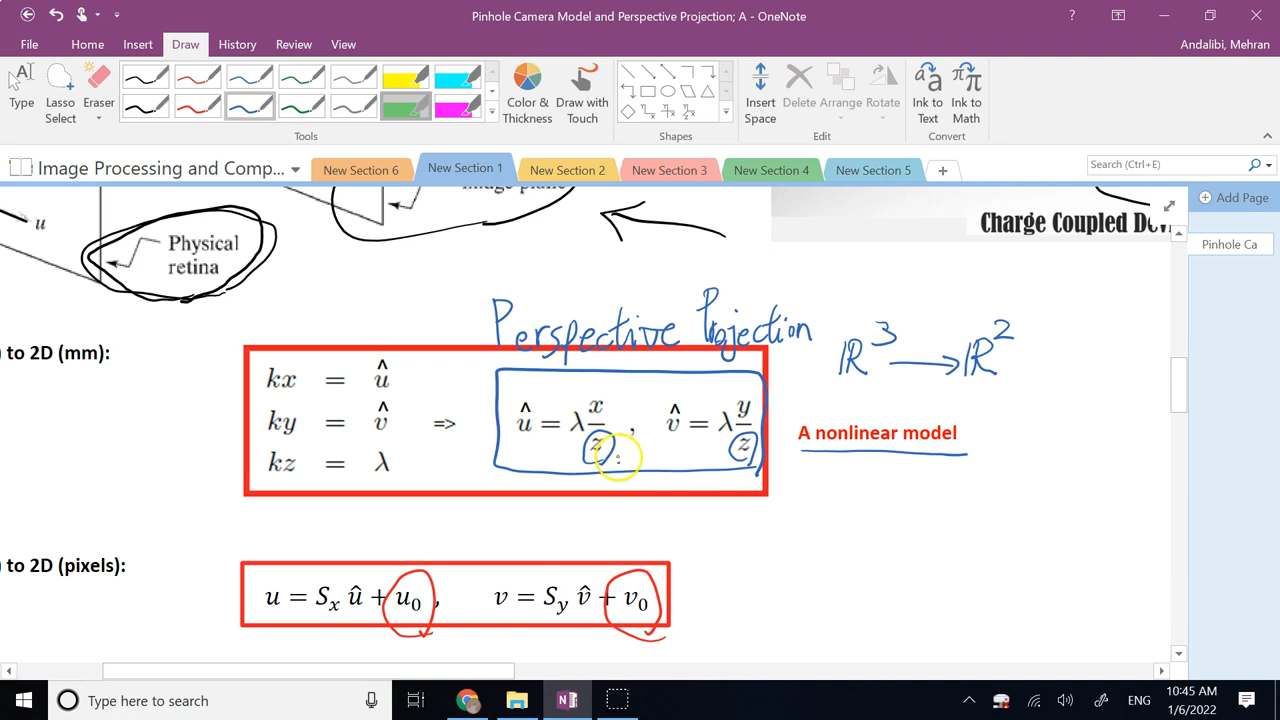 Pinhole Camera Model and Perspective Projection; A - OneNote
File Home Insert Draw History Review View
Andalibi, Mehran
Type Lasso Select Eraser Color & Thickness Draw with Touch Insert Space Delete Arrange Rotate Ink to Text Ink to Math
Tools Shapes Edit Convert
Image Processing and Comp... New Section 6 New Section 1 New Section 2 New Section 3 New Section 4 New Section 5 Search (Ctrl+E)
Add Page
Pinhole Ca
u
Physical
retina
image plane
Charge Coupled Dev
Perspective Projection
ℝ³ → ℝ²
to 2D (mm):
kx = û
ky = v̂ => û = λ x/z , v̂ = λ y/z
kz = λ
A nonlinear model
to 2D (pixels):
u = Sₓ û + u₀ , v = S_y v̂ + v₀
Type here to search
ENG
10:45 AM
1/6/2022